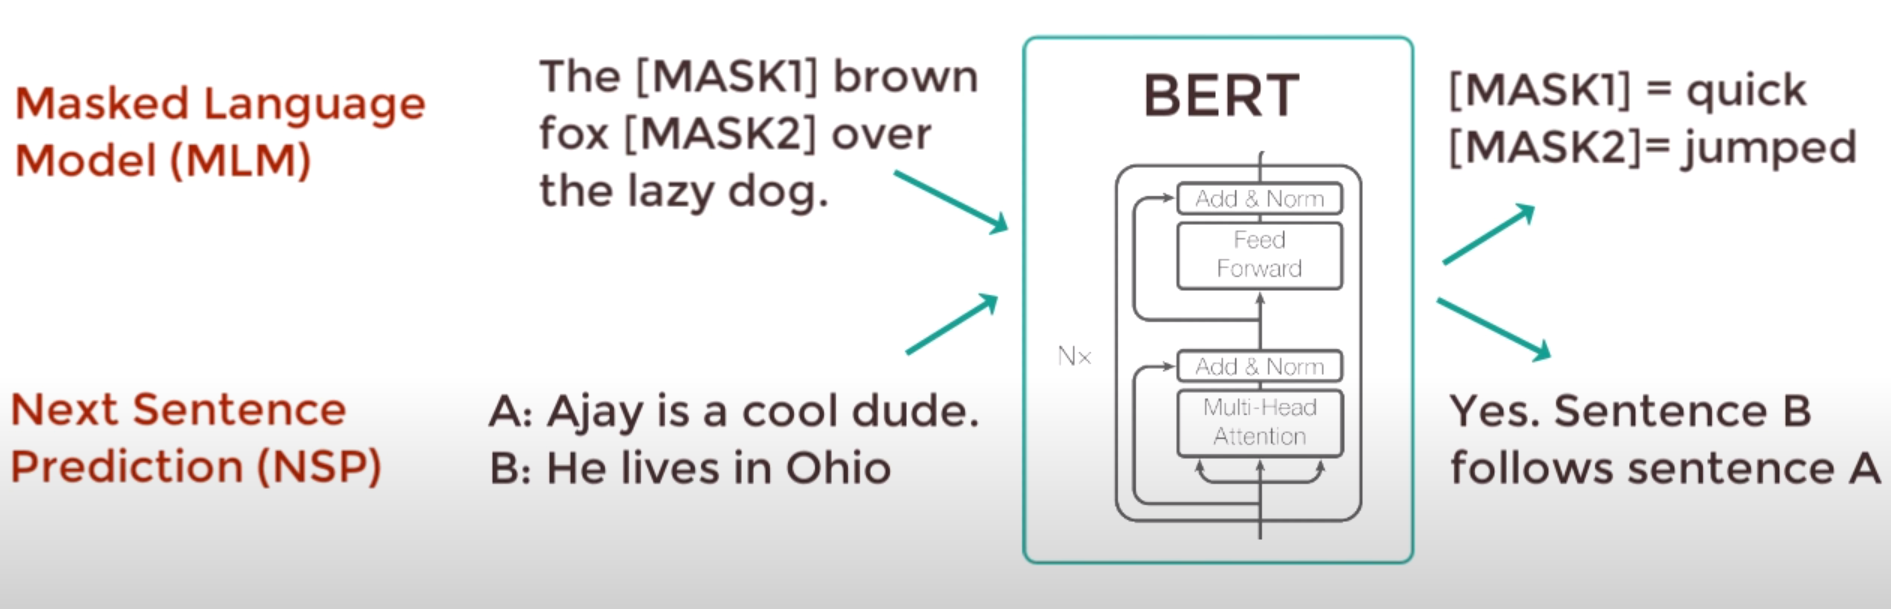 Masked Language
Model (MLM)
The [MASK1] brown
fox [MASK2] over
the lazy dog.
BERT
Add & Norm
Feed
Forward
Nx
Add & Norm
Multi-Head
Attention
[MASK1] = quick
[MASK2]= jumped
Next Sentence
Prediction (NSP)
A: Ajay is a cool dude.
B: He lives in Ohio
Yes. Sentence B
follows sentence A